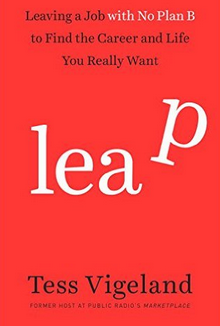 Leaving a Job with No Plan B
to Find the Career and Life
You Really Want
leap
Tess Vigeland
FORMER HOST AT PUBLIC RADIO'S MARKETPLACE